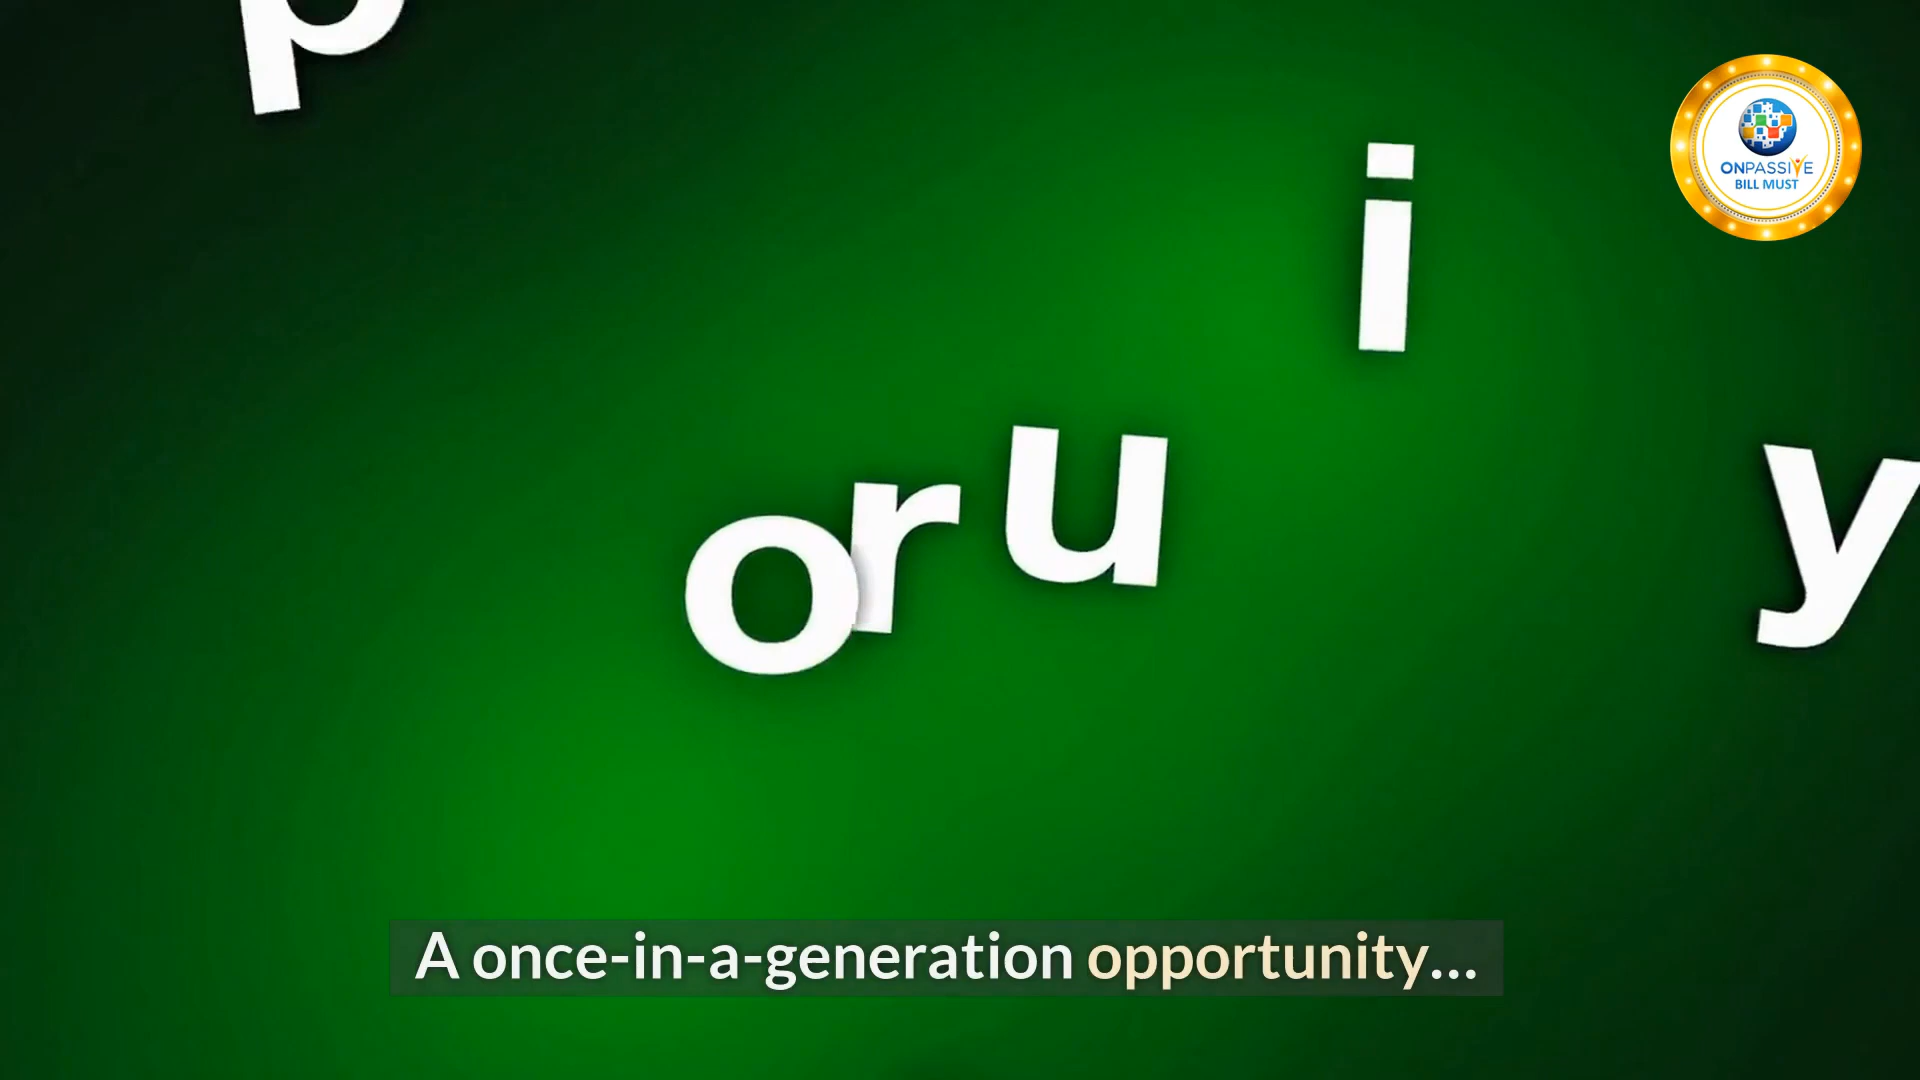 p
i
ONPASSIVE
BILL MUST
o r u
y
A once-in-a-generation opportunity...